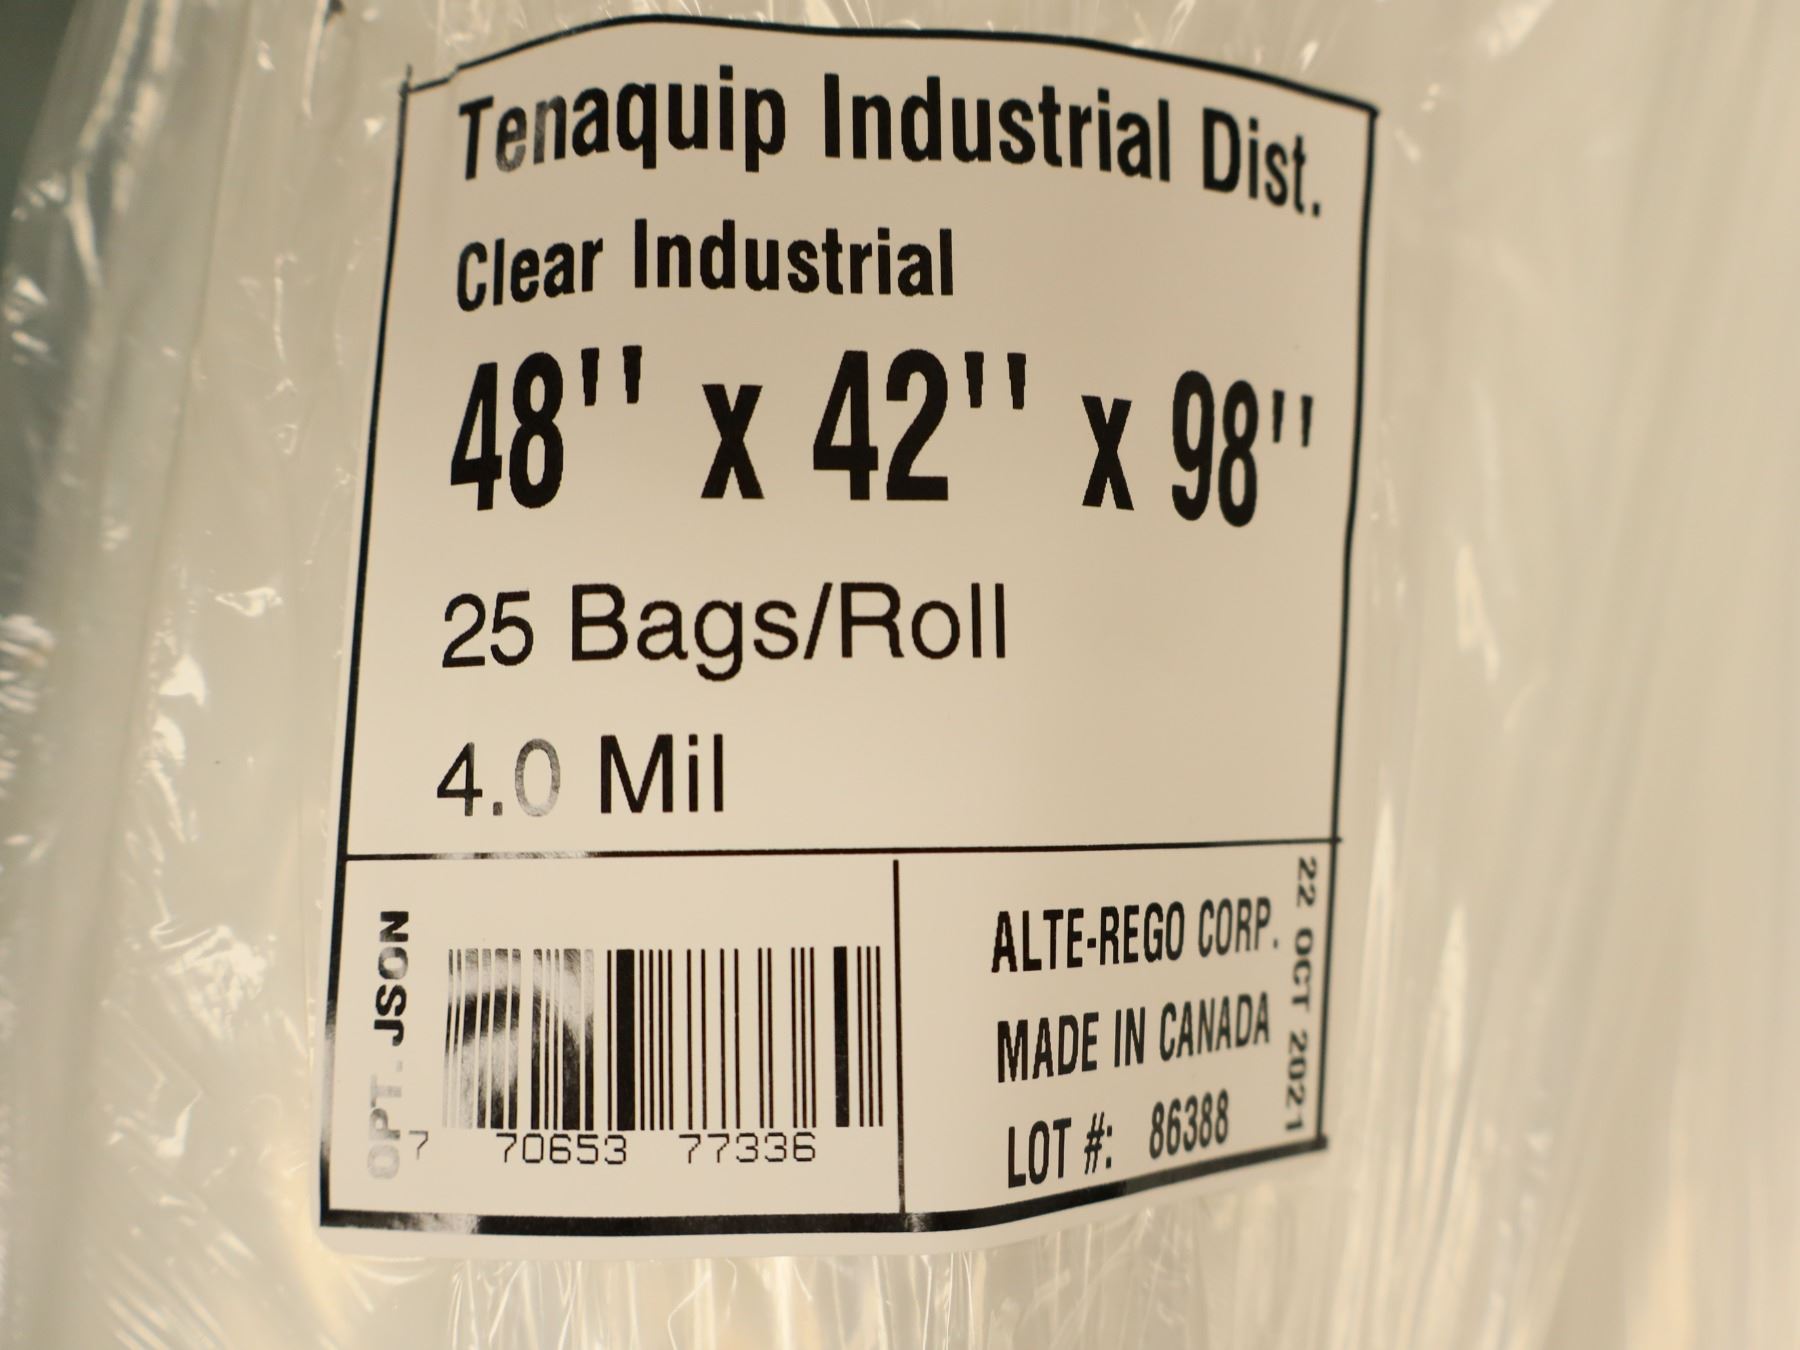 Tenaquip Industrial Dist.
Clear Industrial
48'' x 42'' x 98''
25 Bags/Roll
4.0 Mil
OPT. JSON
7 70653 77336
ALTE-REGO CORP.
MADE IN CANADA
LOT #: 86388
22 OCT 2021